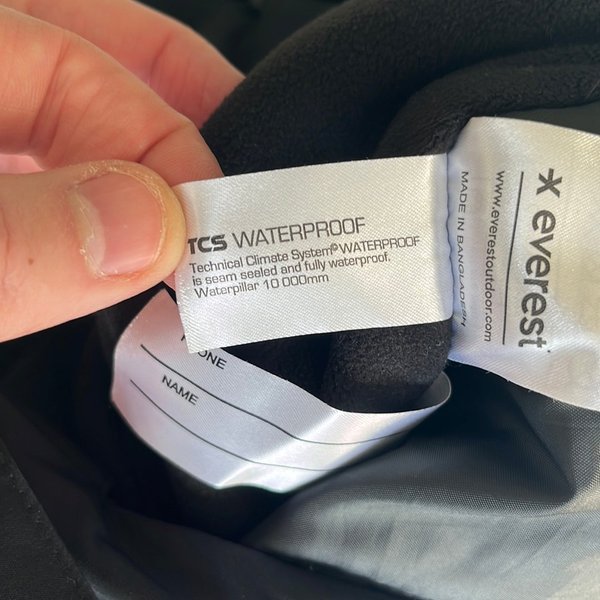 TCS WATERPROOF
Technical Climate System®WATERPROOF
is seam sealed and fully waterproof.
Waterpillar 10 000mm
everest
www.everestoutdoor.com
MADE IN BANGLADESH
NAME